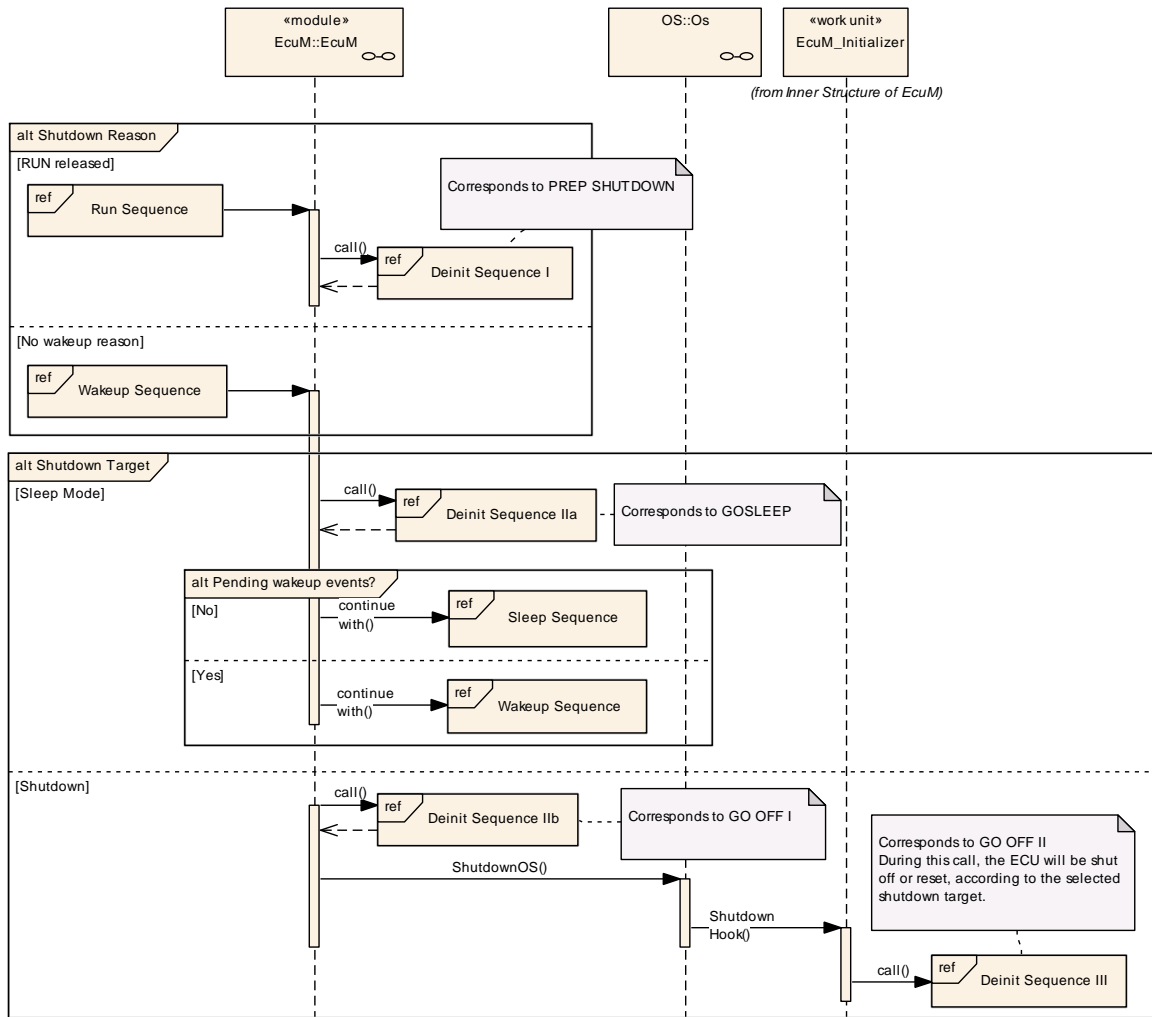 «module»
EcuM::EcuM
OS::Os
«work unit»
EcuM_Initializer
(from Inner Structure of EcuM)
alt Shutdown Reason
[RUN released]
Corresponds to PREP SHUTDOWN
ref
Run Sequence
call()
ref
Deinit Sequence I
[No wakeup reason]
ref
Wakeup Sequence
alt Shutdown Target
[Sleep Mode]
call()
ref
Deinit Sequence IIa
Corresponds to GOSLEEP
alt Pending wakeup events?
[No]
continue
with()
ref
Sleep Sequence
[Yes]
continue
with()
ref
Wakeup Sequence
[Shutdown]
call()
ref
Deinit Sequence IIb
Corresponds to GO OFF I
Corresponds to GO OFF II
During this call, the ECU will be shut
off or reset, according to the selected
shutdown target.
ShutdownOS()
Shutdown
Hook()
call()
ref
Deinit Sequence III